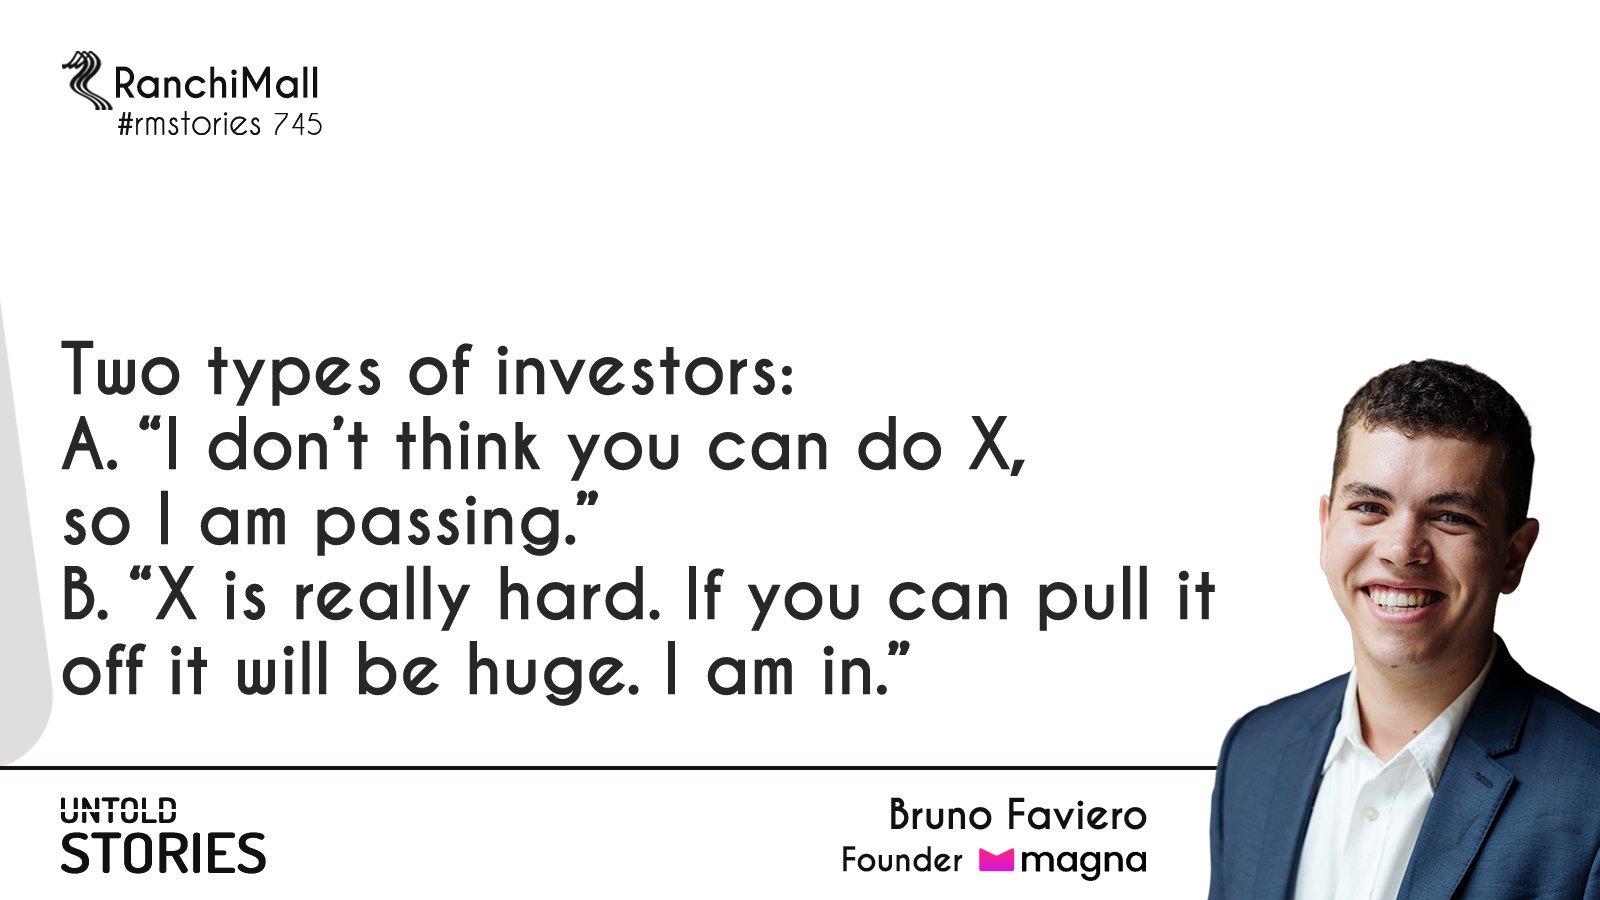 RanchiMall
#rmstories 745
Two types of investors:
A. “I don’t think you can do X,
so I am passing.”
B. “X is really hard. If you can pull it
off it will be huge. I am in.”
UNTOLD
STORIES
Bruno Faviero
Founder magna